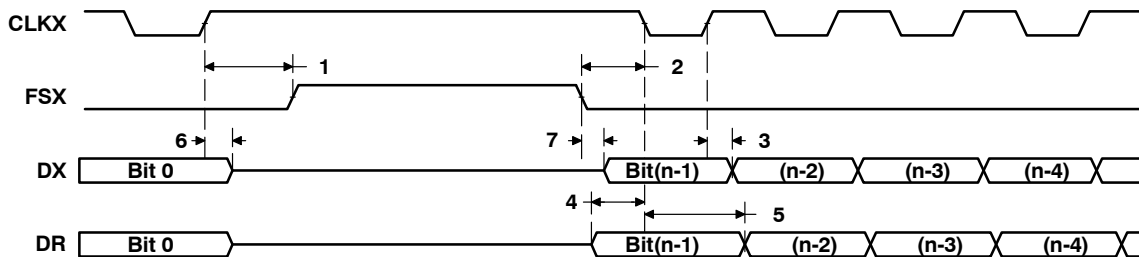 CLKX
1 2
FSX
6 7 3
DX Bit 0 Bit(n-1) (n-2) (n-3) (n-4)
4 5
DR Bit 0 Bit(n-1) (n-2) (n-3) (n-4)